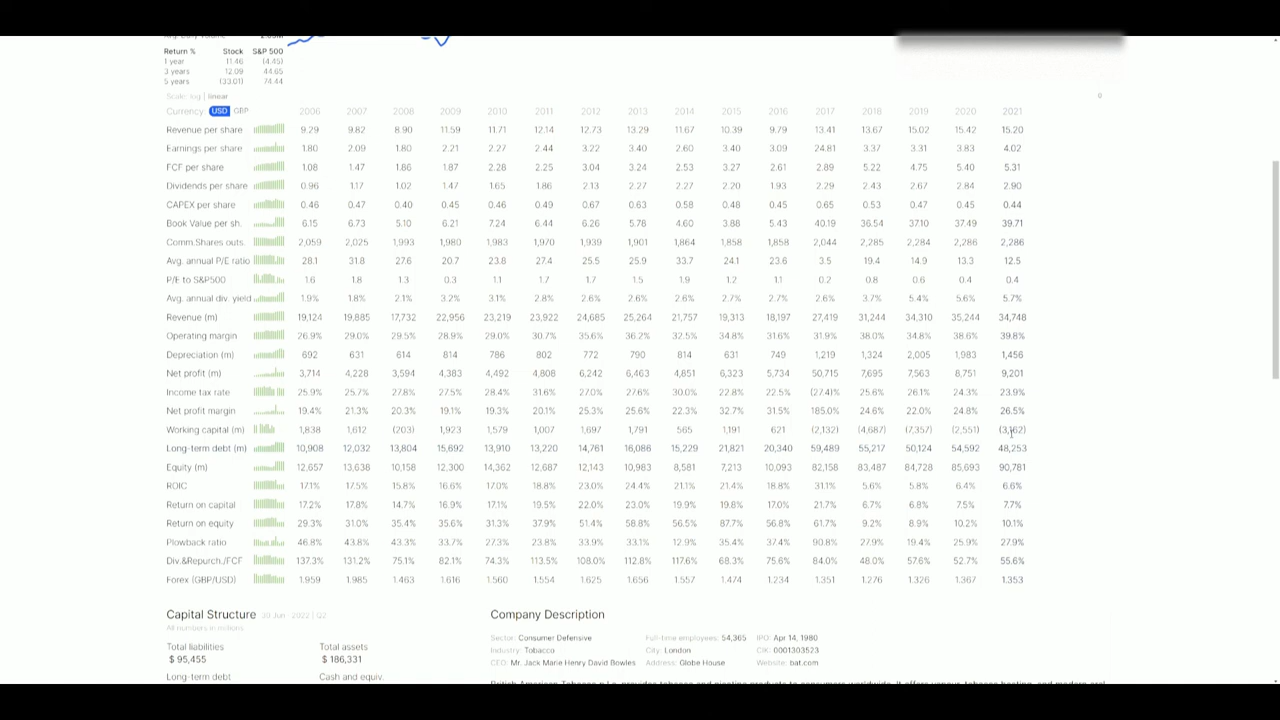 Return % Stock S&P 500
1 year 11.46 (4.45)
3 years 12.09 44.65
5 years (33.01) 74.44
Scale: log | linear
Currency: USD GBP 2006 2007 2008 2009 2010 2011 2012 2013 2014 2015 2016 2017 2018 2019 2020 2021
Revenue per share 9.29 9.82 8.90 11.59 11.71 12.14 12.73 13.29 11.67 10.39 9.79 13.41 13.67 15.02 15.42 15.20
Earnings per share 1.80 2.09 1.80 2.21 2.27 2.44 3.22 3.40 2.60 3.40 3.09 24.81 3.37 3.31 3.83 4.02
FCF per share 1.08 1.47 1.86 1.87 2.28 2.25 3.04 3.24 2.53 3.27 2.61 2.89 5.22 4.75 5.40 5.31
Dividends per share 0.96 1.17 1.02 1.47 1.65 1.86 2.13 2.27 2.27 2.20 1.93 2.29 2.43 2.67 2.84 2.90
CAPEX per share 0.46 0.47 0.40 0.45 0.46 0.49 0.67 0.63 0.58 0.48 0.45 0.65 0.53 0.47 0.45 0.44
Book Value per sh. 6.15 6.73 5.10 6.21 7.24 6.44 6.26 5.78 4.60 3.88 5.43 40.19 36.54 37.10 37.49 39.71
Comm.Shares outs. 2,059 2,025 1,993 1,980 1,983 1,970 1,939 1,901 1,864 1,858 1,858 2,044 2,285 2,284 2,286 2,286
Avg. annual P/E ratio 28.1 31.8 27.6 20.7 23.8 27.4 25.5 25.9 33.7 24.1 23.6 3.5 19.4 14.9 13.3 12.5
P/E to S&P500 1.6 1.8 1.3 0.3 1.1 1.7 1.7 1.5 1.9 1.2 1.1 0.2 0.8 0.6 0.4 0.4
Avg. annual div. yield 1.9% 1.8% 2.1% 3.2% 3.1% 2.8% 2.6% 2.6% 2.6% 2.7% 2.7% 2.6% 3.7% 5.4% 5.6% 5.7%
Revenue (m) 19,124 19,885 17,732 22,956 23,219 23,922 24,685 25,264 21,757 19,313 18,197 27,419 31,244 34,310 35,244 34,748
Operating margin 26.9% 29.0% 29.5% 28.9% 29.0% 30.7% 35.6% 36.2% 32.5% 34.8% 31.6% 31.9% 38.0% 34.8% 38.6% 39.8%
Depreciation (m) 692 631 614 814 786 802 772 790 814 631 749 1,219 1,324 2,005 1,983 1,456
Net profit (m) 3,714 4,228 3,594 4,383 4,492 4,808 6,242 6,463 4,851 6,323 5,734 50,715 7,695 7,563 8,751 9,201
Income tax rate 25.9% 25.7% 27.8% 27.5% 28.4% 31.6% 27.0% 27.6% 30.0% 22.8% 22.5% (27.4)% 25.6% 26.1% 24.3% 23.9%
Net profit margin 19.4% 21.3% 20.3% 19.1% 19.3% 20.1% 25.3% 25.6% 22.3% 32.7% 31.5% 185.0% 24.6% 22.0% 24.8% 26.5%
Working capital (m) 1,838 1,612 (203) 1,923 1,579 1,007 1,697 1,791 565 1,191 621 (2,132) (4,687) (7,357) (2,551) (3,162)
Long-term debt (m) 10,908 12,032 13,804 15,692 13,910 13,220 14,761 16,086 15,229 21,821 20,340 59,489 55,217 50,124 54,592 48,253
Equity (m) 12,657 13,638 10,158 12,300 14,362 12,687 12,143 10,983 8,581 7,213 10,093 82,158 83,487 84,728 85,693 90,781
ROIC 17.1% 17.5% 15.8% 16.6% 17.0% 18.8% 23.0% 24.4% 21.1% 21.4% 18.8% 31.1% 5.6% 5.8% 6.4% 6.6%
Return on capital 17.2% 17.8% 14.7% 16.9% 17.1% 19.5% 22.0% 23.0% 19.9% 19.8% 17.7% 21.7% 6.7% 6.8% 7.5% 7.7%
Return on equity 29.3% 31.0% 35.4% 35.6% 31.3% 37.9% 51.4% 58.8% 56.5% 87.7% 56.8% 61.7% 9.2% 8.9% 10.2% 10.1%
Plowback ratio 46.8% 43.8% 43.3% 33.7% 27.3% 23.8% 33.9% 33.1% 12.9% 35.4% 37.4% 90.8% 27.9% 19.4% 25.9% 27.9%
Div.&Repurch./FCF 137.3% 131.2% 75.1% 82.1% 74.3% 113.5% 108.0% 112.8% 117.6% 68.3% 75.6% 84.0% 48.0% 57.6% 52.7% 55.6%
Forex (GBP/USD) 1.959 1.985 1.463 1.616 1.560 1.554 1.625 1.656 1.557 1.474 1.234 1.351 1.276 1.326 1.367 1.353
Capital Structure 30 Jun · 2022 | Q2
All numbers in millions
Total liabilities Total assets
$ 95,455 $ 186,331
Long-term debt Cash and equiv.
Company Description
Sector: Consumer Defensive Full-time employees: 54,365 IPO: Apr 14, 1980
Industry: Tobacco City: London CIK: 0001303523
CEO: Mr. Jack Marie Henry David Bowles Address: Globe House Website: bat.com